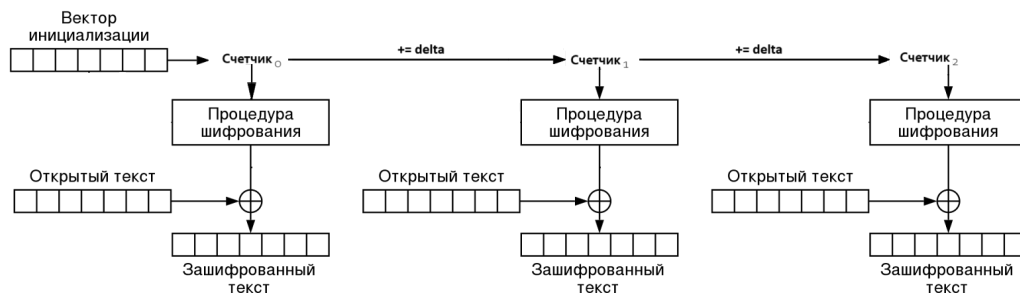 Вектор
инициализации
Счетчик₀
+= delta
Счетчик₁
+= delta
Счетчик₂
Процедура
шифрования
Процедура
шифрования
Процедура
шифрования
Открытый текст
Открытый текст
Открытый текст
Зашифрованный
текст
Зашифрованный
текст
Зашифрованный
текст